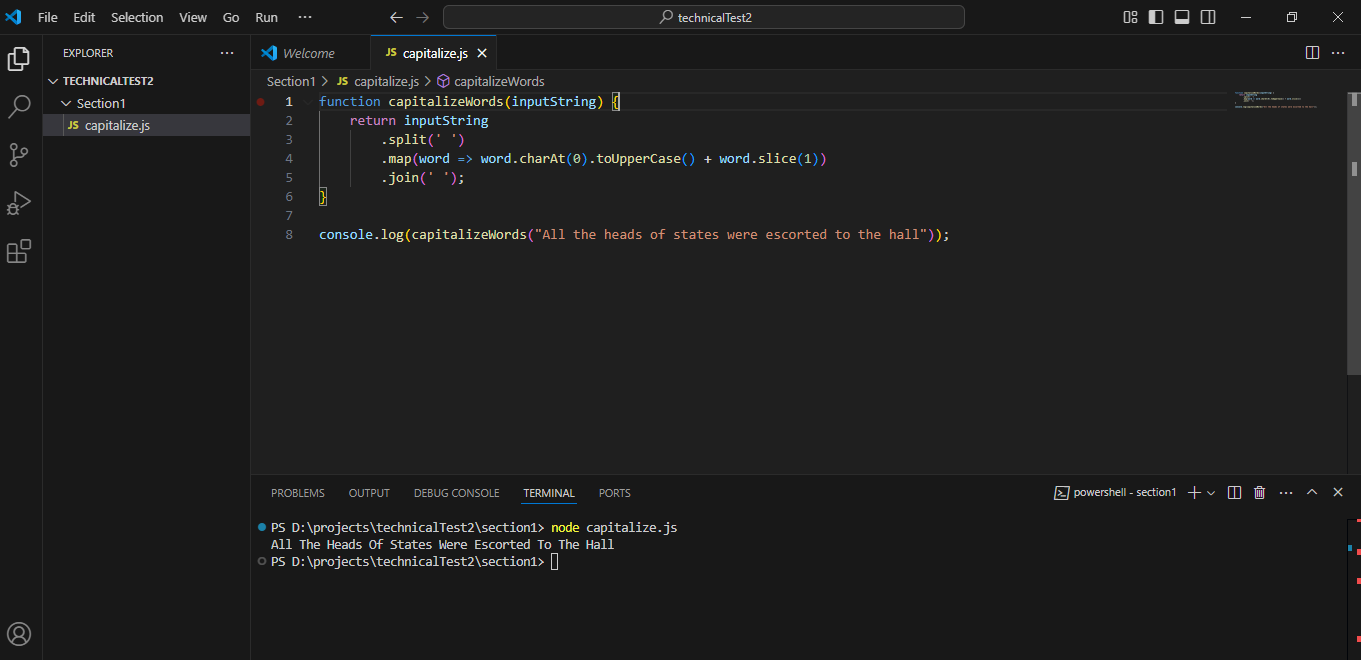 File Edit Selection View Go Run ··· technicalTest2
EXPLORER ···
TECHNICALTEST2
Section1
JS capitalize.js
Welcome JS capitalize.js
Section1 > JS capitalize.js > capitalizeWords
1 function capitalizeWords(inputString) {
2     return inputString
3         .split(' ')
4         .map(word => word.charAt(0).toUpperCase() + word.slice(1))
5         .join(' ');
6 }
7
8 console.log(capitalizeWords("All the heads of states were escorted to the hall"));
PROBLEMS OUTPUT DEBUG CONSOLE TERMINAL PORTS powershell - section1
PS D:\projects\technicalTest2\section1> node capitalize.js
All The Heads Of States Were Escorted To The Hall
PS D:\projects\technicalTest2\section1>